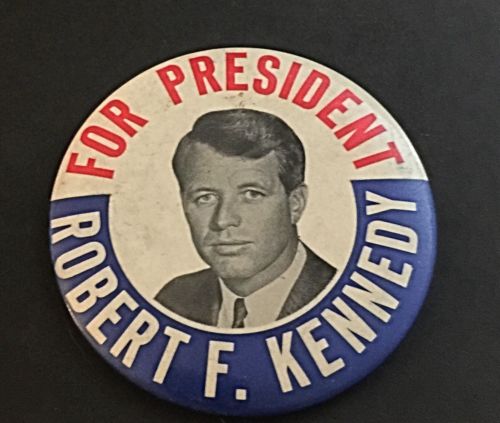 FOR PRESIDENT
ROBERT F. KENNEDY